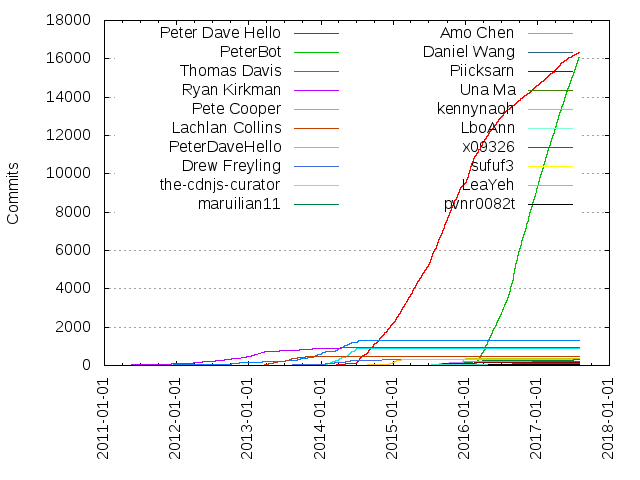 Commits
18000
16000
14000
12000
10000
8000
6000
4000
2000
0
Peter Dave Hello
PeterBot
Thomas Davis
Ryan Kirkman
Pete Cooper
Lachlan Collins
PeterDaveHello
Drew Freyling
the-cdnjs-curator
maruilian11
Amo Chen
Daniel Wang
Piicksarn
Una Ma
kennynaoh
LboAnn
x09326
sufuf3
LeaYeh
pvnr0082t
2011-01-01
2012-01-01
2013-01-01
2014-01-01
2015-01-01
2016-01-01
2017-01-01
2018-01-01